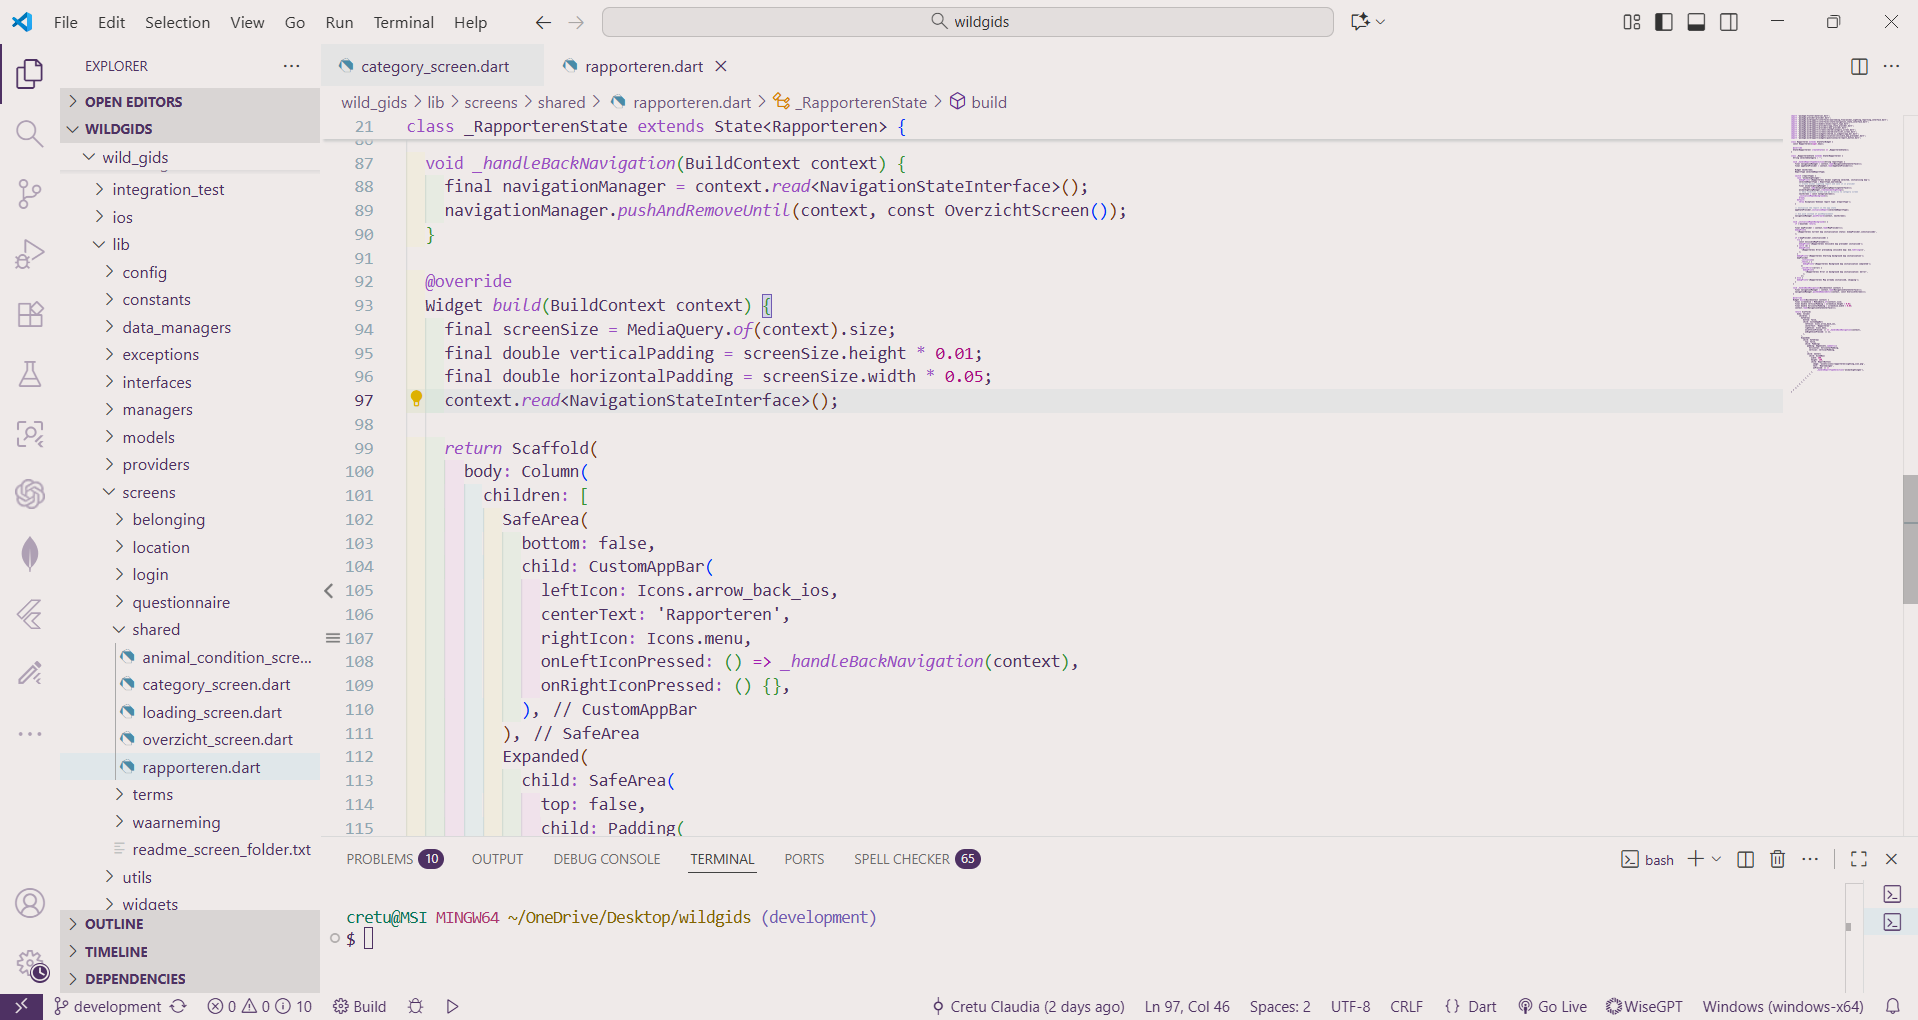 File Edit Selection View Go Run Terminal Help
wildgids
EXPLORER
category_screen.dart
rapporteren.dart
OPEN EDITORS
WILDGIDS
wild_gids
integration_test
ios
lib
config
constants
data_managers
exceptions
interfaces
managers
models
providers
screens
belonging
location
login
questionnaire
shared
animal_condition_scre...
category_screen.dart
loading_screen.dart
overzicht_screen.dart
rapporteren.dart
terms
waarneming
readme_screen_folder.txt
utils
widgets
OUTLINE
TIMELINE
DEPENDENCIES
wild_gids > lib > screens > shared > rapporteren.dart > _RapporterenState > build
21 class _RapporterenState extends State<Rapporteren> {
86
87 void _handleBackNavigation(BuildContext context) {
88 final navigationManager = context.read<NavigationStateInterface>();
89 navigationManager.pushAndRemoveUntil(context, const OverzichtScreen());
90 }
91
92 @override
93 Widget build(BuildContext context) {
94 final screenSize = MediaQuery.of(context).size;
95 final double verticalPadding = screenSize.height * 0.01;
96 final double horizontalPadding = screenSize.width * 0.05;
97 context.read<NavigationStateInterface>();
98
99 return Scaffold(
100 body: Column(
101 children: [
102 SafeArea(
103 bottom: false,
104 child: CustomAppBar(
105 leftIcon: Icons.arrow_back_ios,
106 centerText: 'Rapporteren',
107 rightIcon: Icons.menu,
108 onLeftIconPressed: () => _handleBackNavigation(context),
109 onRightIconPressed: () {},
110 ), // CustomAppBar
111 ), // SafeArea
112 Expanded(
113 child: SafeArea(
114 top: false,
115 child: Padding(
PROBLEMS 10 OUTPUT DEBUG CONSOLE TERMINAL PORTS SPELL CHECKER 65
bash
cretu@MSI MINGW64 ~/OneDrive/Desktop/wildgids (development)
$
development 0 0 10 Build Cretu Claudia (2 days ago) Ln 97, Col 46 Spaces: 2 UTF-8 CRLF {} Dart Go Live WiseGPT Windows (windows-x64)